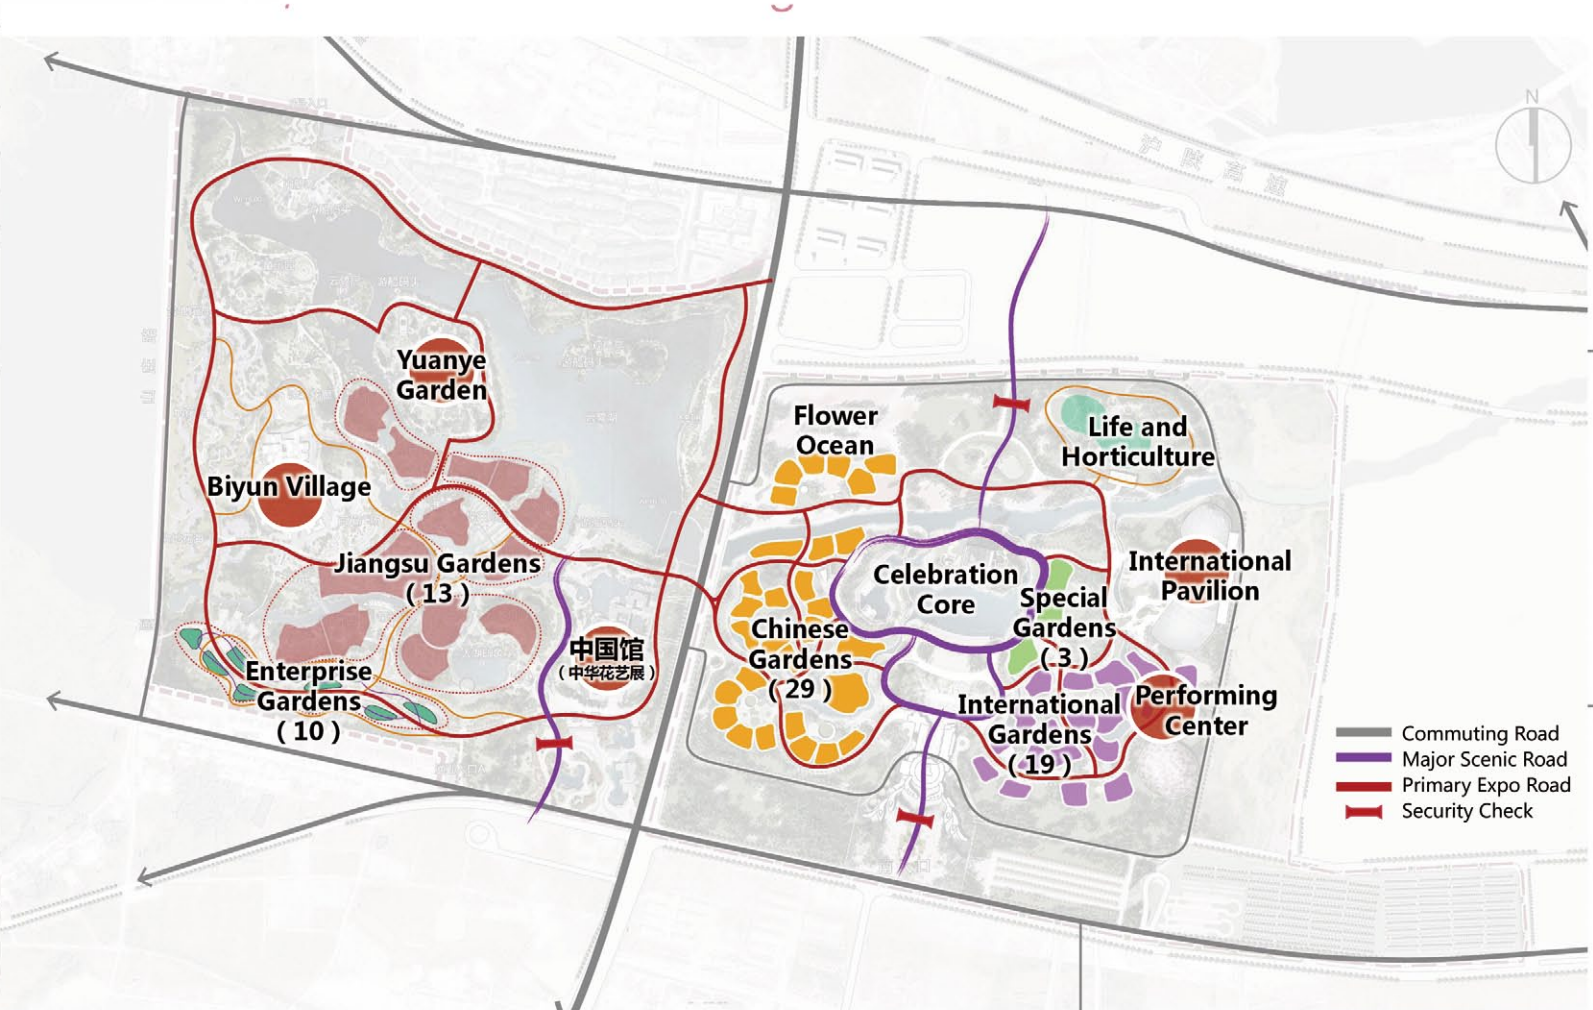 N
沪陵高速
Yuanye
Garden
Flower
Ocean
Life and
Horticulture
Biyun Village
Jiangsu Gardens
(13)
Celebration
Core
International
Pavilion
Special
Gardens
(3)
Chinese
Gardens
(29)
中国馆
(中华花艺展)
Enterprise
Gardens
(10)
International
Gardens
(19)
Performing
Center
Commuting Road
Major Scenic Road
Primary Expo Road
Security Check